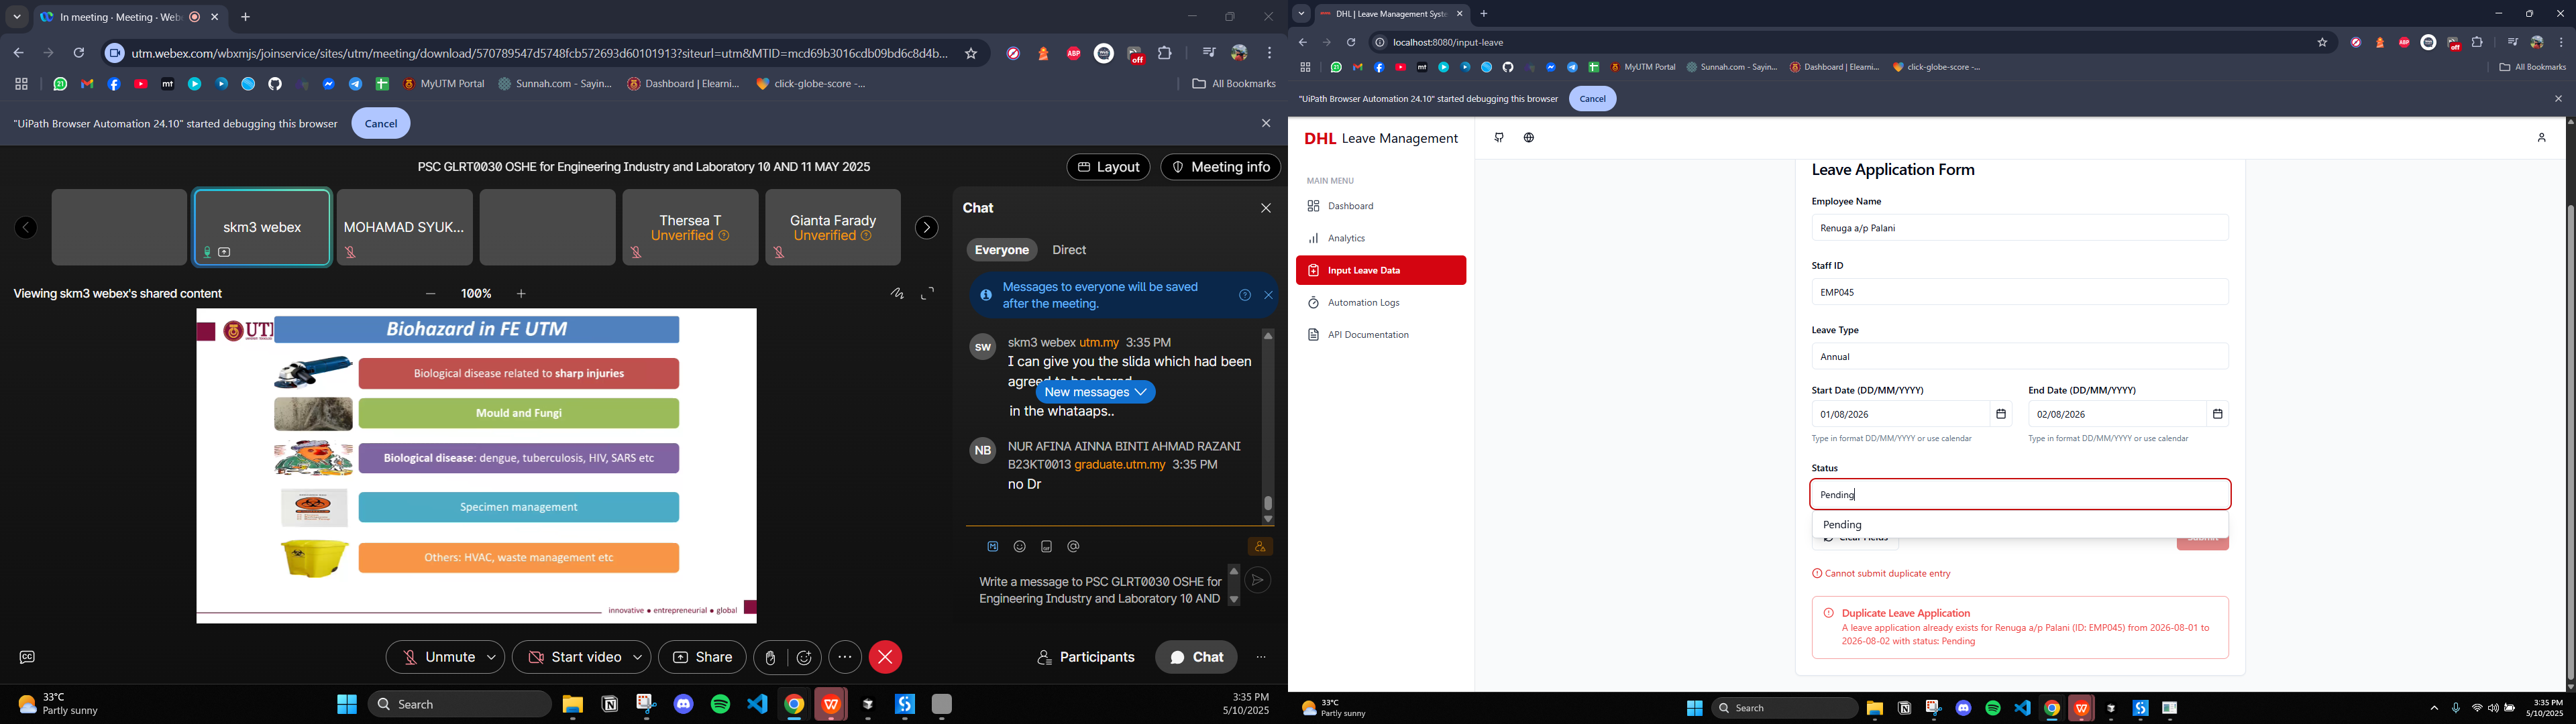 In meeting · Meeting · Web
utm.webex.com/wbxmjs/joinservice/sites/utm/meeting/download/570789547d5748fcb572693d60101913?siteurl=utm&MTID=mcd69b3016cdb09bd6c8d4b...
ABP
off
MyUTM Portal
Sunnah.com - Sayin...
Dashboard | Elearni...
click-globe-score -...
All Bookmarks
"UiPath Browser Automation 24.10" started debugging this browser
Cancel
PSC GLRT0030 OSHE for Engineering Industry and Laboratory 10 AND 11 MAY 2025
Layout
Meeting info
skm3 webex
MOHAMAD SYUK...
Thersea T
Unverified
Gianta Farady
Unverified
Viewing skm3 webex's shared content
100%
UTM
Biohazard in FE UTM
Biological disease related to sharp injuries
Mould and Fungi
Biological disease: dengue, tuberculosis, HIV, SARS etc
Specimen management
Others: HVAC, waste management etc
innovative ● entrepreneurial ● global
Chat
Everyone
Direct
Messages to everyone will be saved
after the meeting.
SW
skm3 webex utm.my 3:35 PM
I can give you the slida which had been
agreed to be shared
New messages
in the whataaps..
NB
NUR AFINA AINNA BINTI AHMAD RAZANI
B23KT0013 graduate.utm.my 3:35 PM
no Dr
Write a message to PSC GLRT0030 OSHE for
Engineering Industry and Laboratory 10 AND
Unmute
Start video
Share
Participants
Chat
33°C
Partly sunny
Search
3:35 PM
5/10/2025
DHL | Leave Management Syste
localhost:8080/input-leave
ABP
off
MyUTM Portal
Sunnah.com - Sayin...
Dashboard | Elearni...
click-globe-score -...
All Bookmarks
"UiPath Browser Automation 24.10" started debugging this browser
Cancel
DHL Leave Management
MAIN MENU
Dashboard
Analytics
Input Leave Data
Automation Logs
API Documentation
Leave Application Form
Employee Name
Renuga a/p Palani
Staff ID
EMP045
Leave Type
Annual
Start Date (DD/MM/YYYY)
End Date (DD/MM/YYYY)
01/08/2026
02/08/2026
Type in format DD/MM/YYYY or use calendar
Type in format DD/MM/YYYY or use calendar
Status
Pending
Pending
Clear Fields
Submit
Cannot submit duplicate entry
Duplicate Leave Application
A leave application already exists for Renuga a/p Palani (ID: EMP045) from 2026-08-01 to
2026-08-02 with status: Pending
33°C
Partly sunny
Search
3:35 PM
5/10/2025